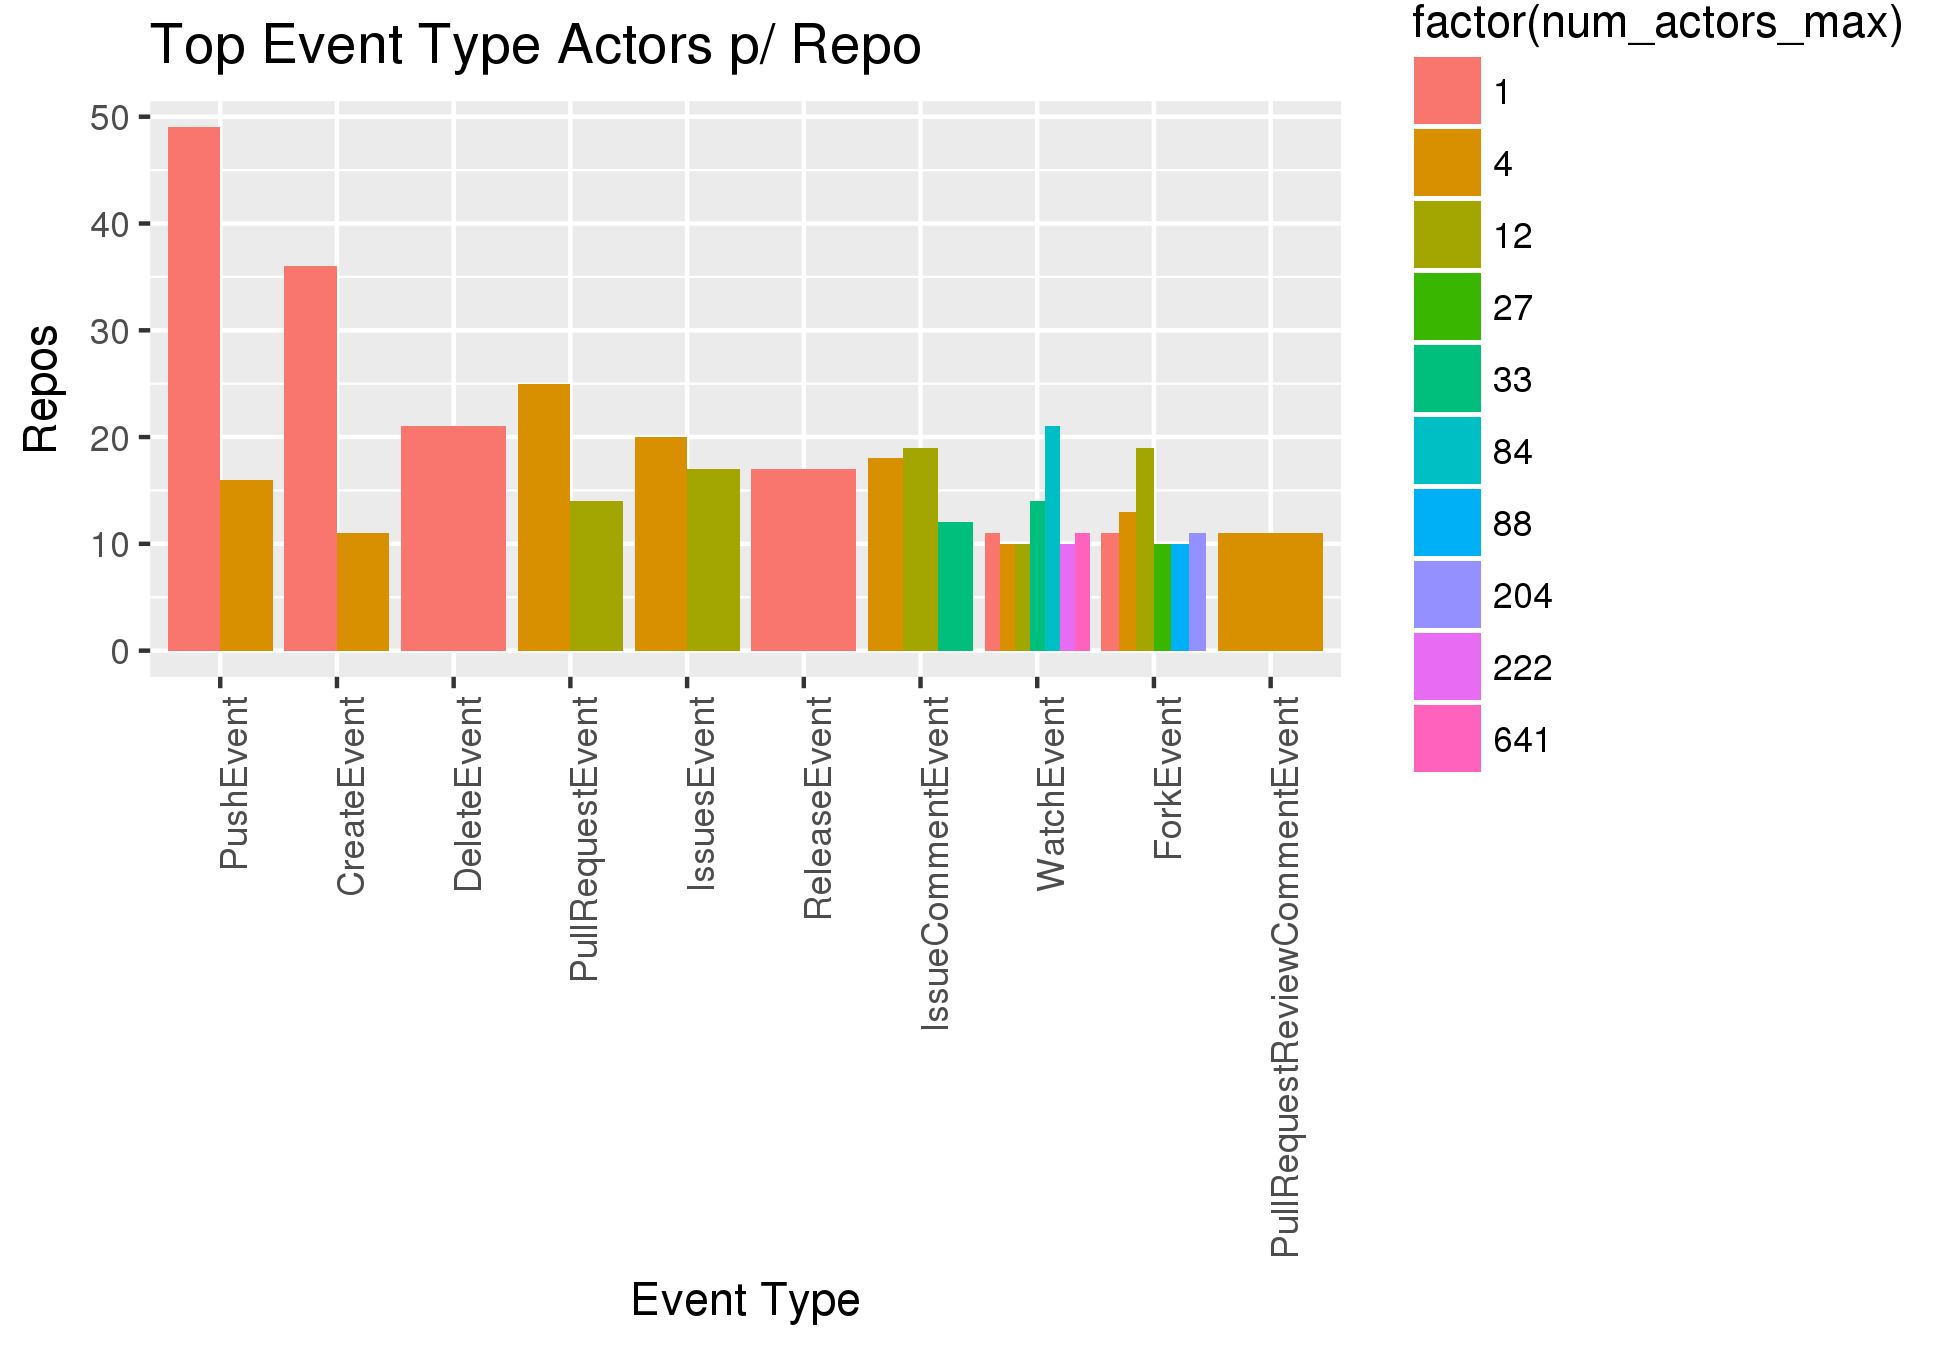 Top Event Type Actors p/ Repo
Repos
50
40
30
20
10
0
PushEvent
CreateEvent
DeleteEvent
PullRequestEvent
IssuesEvent
ReleaseEvent
IssueCommentEvent
WatchEvent
ForkEvent
PullRequestReviewCommentEvent
Event Type
factor(num_actors_max)
1
4
12
27
33
84
88
204
222
641